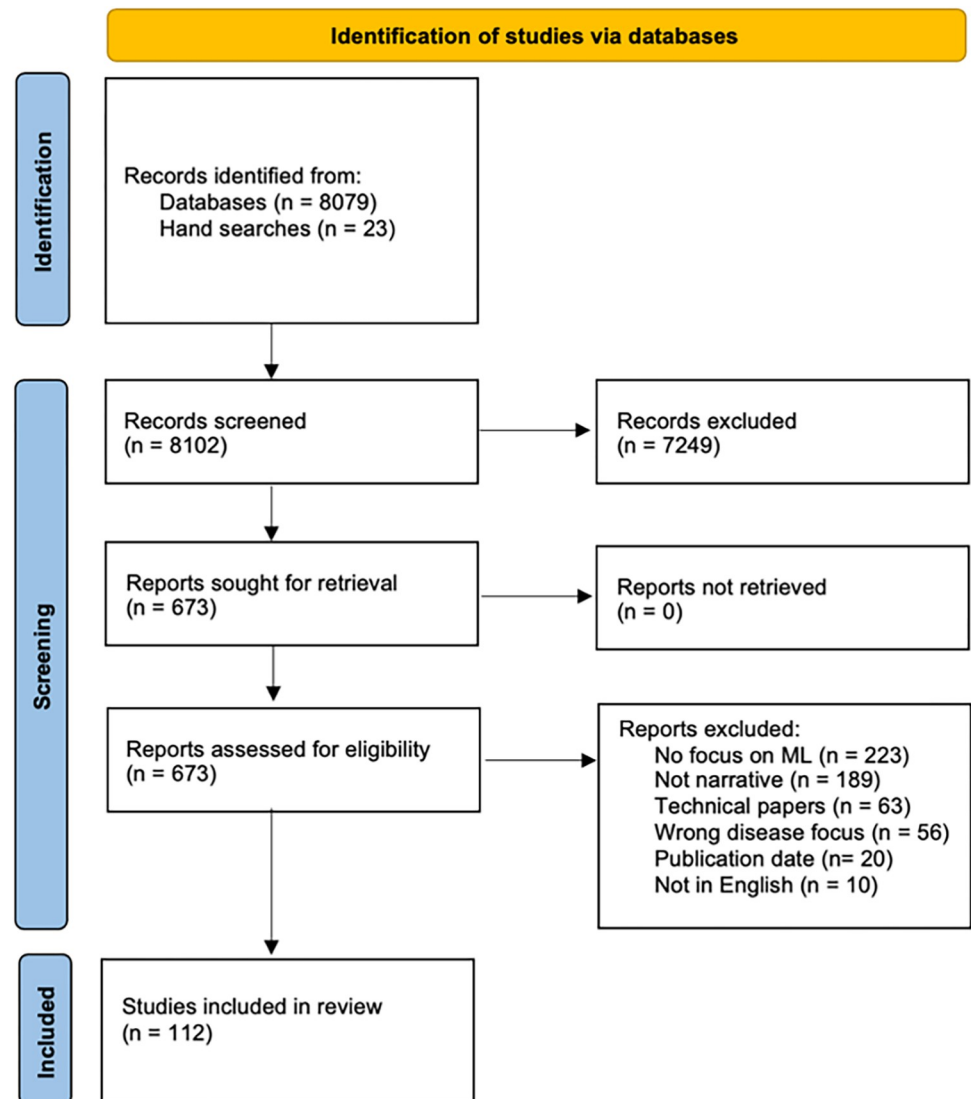 Identification of studies via databases
Identification
Records identified from:
Databases (n = 8079)
Hand searches (n = 23)
Screening
Records screened
(n = 8102)
Records excluded
(n = 7249)
Reports sought for retrieval
(n = 673)
Reports not retrieved
(n = 0)
Reports assessed for eligibility
(n = 673)
Reports excluded:
No focus on ML (n = 223)
Not narrative (n = 189)
Technical papers (n = 63)
Wrong disease focus (n = 56)
Publication date (n= 20)
Not in English (n = 10)
Included
Studies included in review
(n = 112)